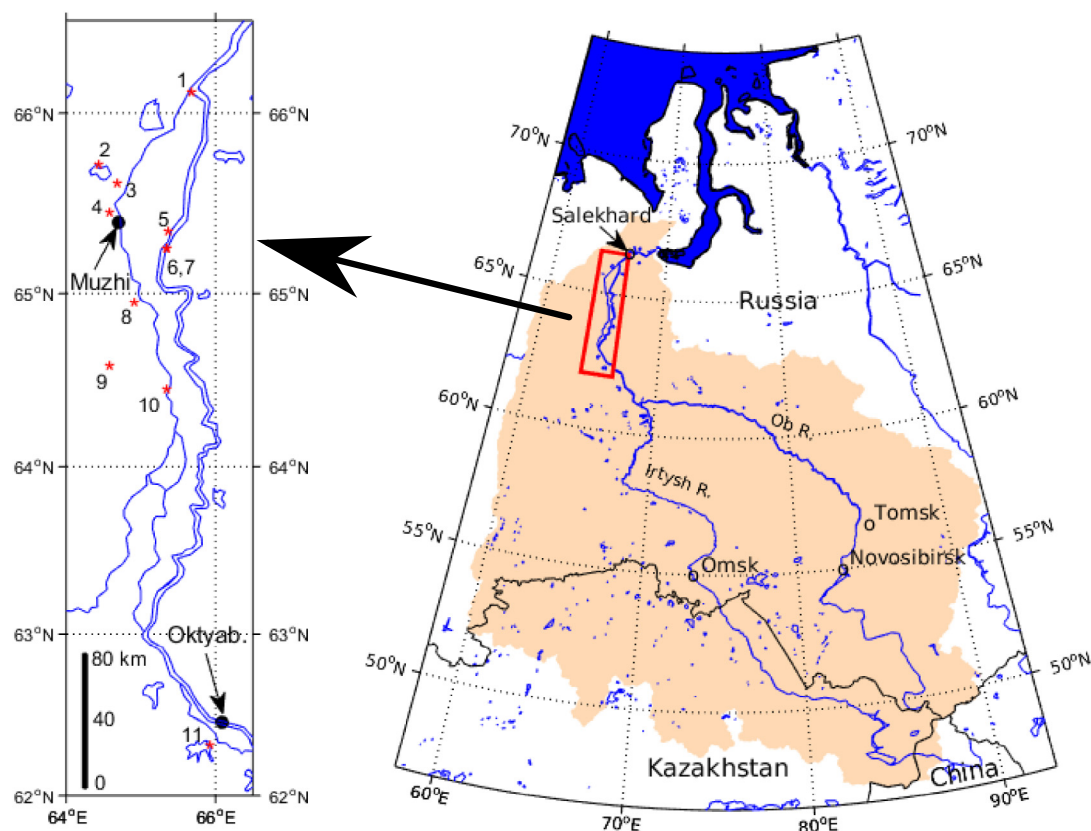 1
66°N
66°N
2
3
4
5
6,7
Muzhi
65°N
65°N
8
9
10
64°N
64°N
63°N
63°N
Oktyab.
80 km
40
0
11
62°N
62°N
64°E
66°E
70°N
70°N
Salekhard
65°N
65°N
Russia
60°N
60°N
Ob R.
Irtysh R.
Tomsk
55°N
55°N
Omsk
Novosibirsk
50°N
50°N
Kazakhstan
China
60°E
70°E
80°E
90°E